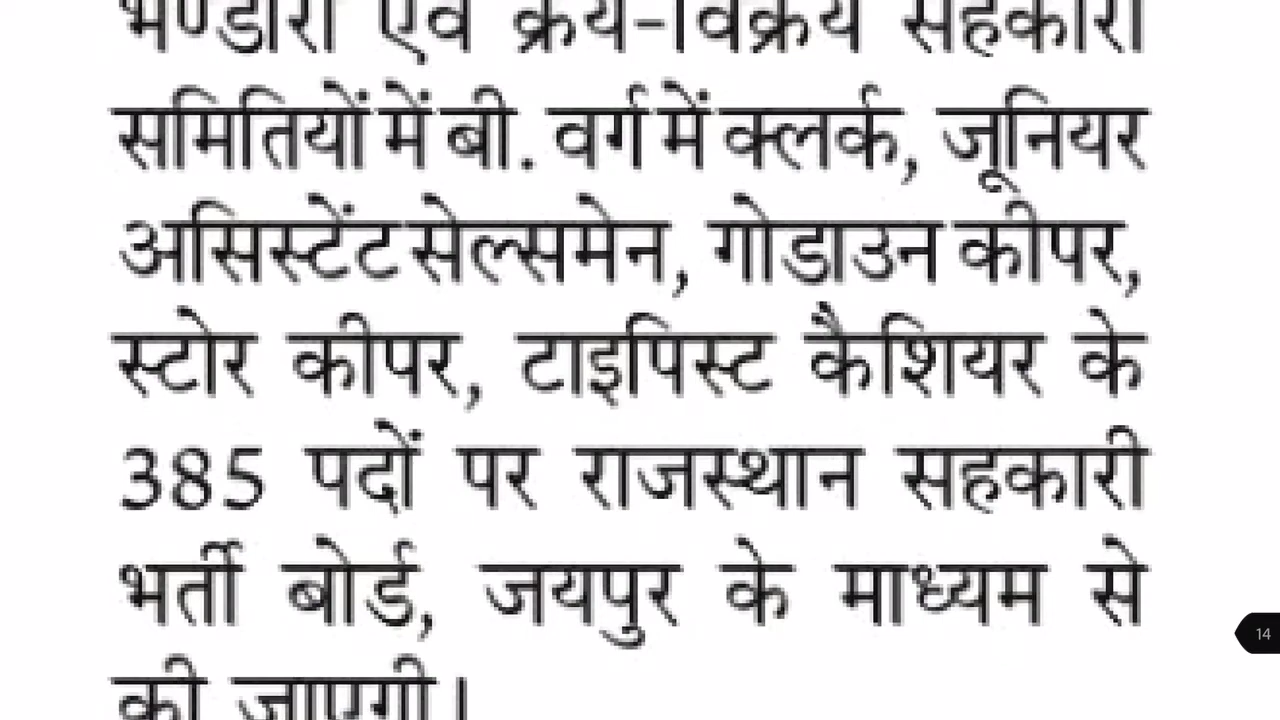 भण्डारों एवं क्रय-विक्रय सहकारी
समितियों में बी. वर्ग में क्लर्क, जूनियर
असिस्टेंट सेल्समेन, गोडाउन कीपर,
स्टोर कीपर, टाइपिस्ट कैशियर के
385 पदों पर राजस्थान सहकारी
भर्ती बोर्ड, जयपुर के माध्यम से
की जाएगी।
14